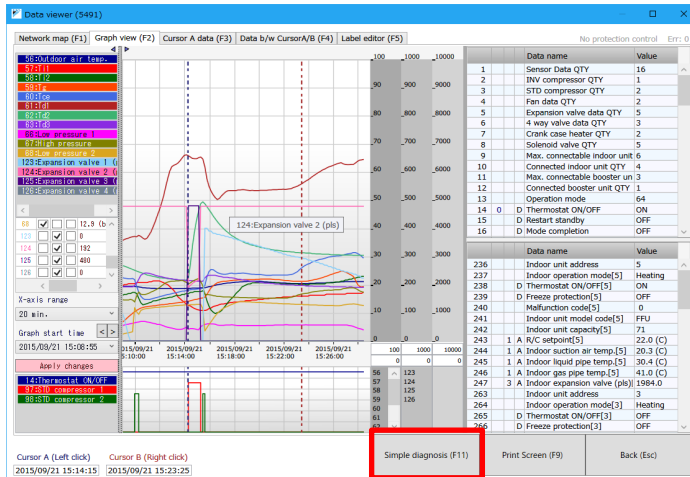 Data viewer (5491)
Network map (F1) Graph view (F2) Cursor A data (F3) Data b/w CursorA/B (F4) Label editor (F5)
No protection control Err: 0
56:Outdoor air temp.
57:Ti1
58:Ti2
59:Tg
60:Tce
61:Td1
62:Td2
63:Td3
66:Low pressure 1
67:High pressure
68:Low pressure 2
123:Expansion valve 1 (
124:Expansion valve 2 (
125:Expansion valve 3 (
126:Expansion valve 4 (
68 12.9 (b
123 0
124 192
125 480
126 0
X-axis range
20 min.
Graph start time < >
2015/09/21 15:08:55
Apply changes
14:Thermostat ON/OFF
97:STD compressor 1
98:STD compressor 2
100 1000 10000
90 900 9000
80 800 8000
70 700 7000
60 600 6000
50 500 5000
40 400 4000
30 300 3000
20 200 2000
10 100 1000
0 0 0
124:Expansion valve 2 (pls)
2015/09/21 2015/09/21 2015/09/21 2015/09/21 2015/09/21
15:10:00 15:14:00 15:18:00 15:22:00 15:26:00
100 1000 10000
0 0 0
56 123
57 124
58 125
59 126
60
61
62
Data name Value
1 Sensor Data QTY 16
2 INV compressor QTY 1
3 STD compressor QTY 2
4 Fan data QTY 2
5 Expansion valve data QTY 5
6 4 way valve data QTY 3
7 Crank case heater QTY 2
8 Solenoid valve QTY 5
9 Max. connectable indoor unit 6
10 Connected indoor unit QTY 4
11 Max. connectable booster un 3
12 Connected booster unit QTY 1
13 Operation mode 64
14 0 D Thermostat ON/OFF ON
15 D Restart standby OFF
16 D Mode completion OFF
Data name Value
236 Indoor unit address 5
237 Indoor operation mode[5] Heating
238 D Thermostat ON/OFF[5] OFF
239 D Freeze protection[5] OFF
240 Malfunction code[5] 0
241 Indoor unit model code[5] FFU
242 Indoor unit capacity[5] 71
243 1 A R/C setpoint[5] 22.0 (C)
244 1 A Indoor suction air temp.[5] 20.3 (C)
245 1 A Indoor liquid pipe temp.[5] 30.4 (C)
246 1 A Indoor gas pipe temp.[5] 41.0 (C)
247 3 A Indoor expansion valve (pls) 1984.0
263 Indoor unit address 3
264 Indoor operation mode[3] Heating
265 D Thermostat ON/OFF[3] OFF
266 D Freeze protection[3] OFF
Cursor A (Left click) Cursor B (Right click)
2015/09/21 15:14:15 2015/09/21 15:23:25
Simple diagnosis (F11) Print Screen (F9) Back (Esc)